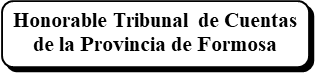 Honorable Tribunal de Cuentas
de la Provincia de Formosa